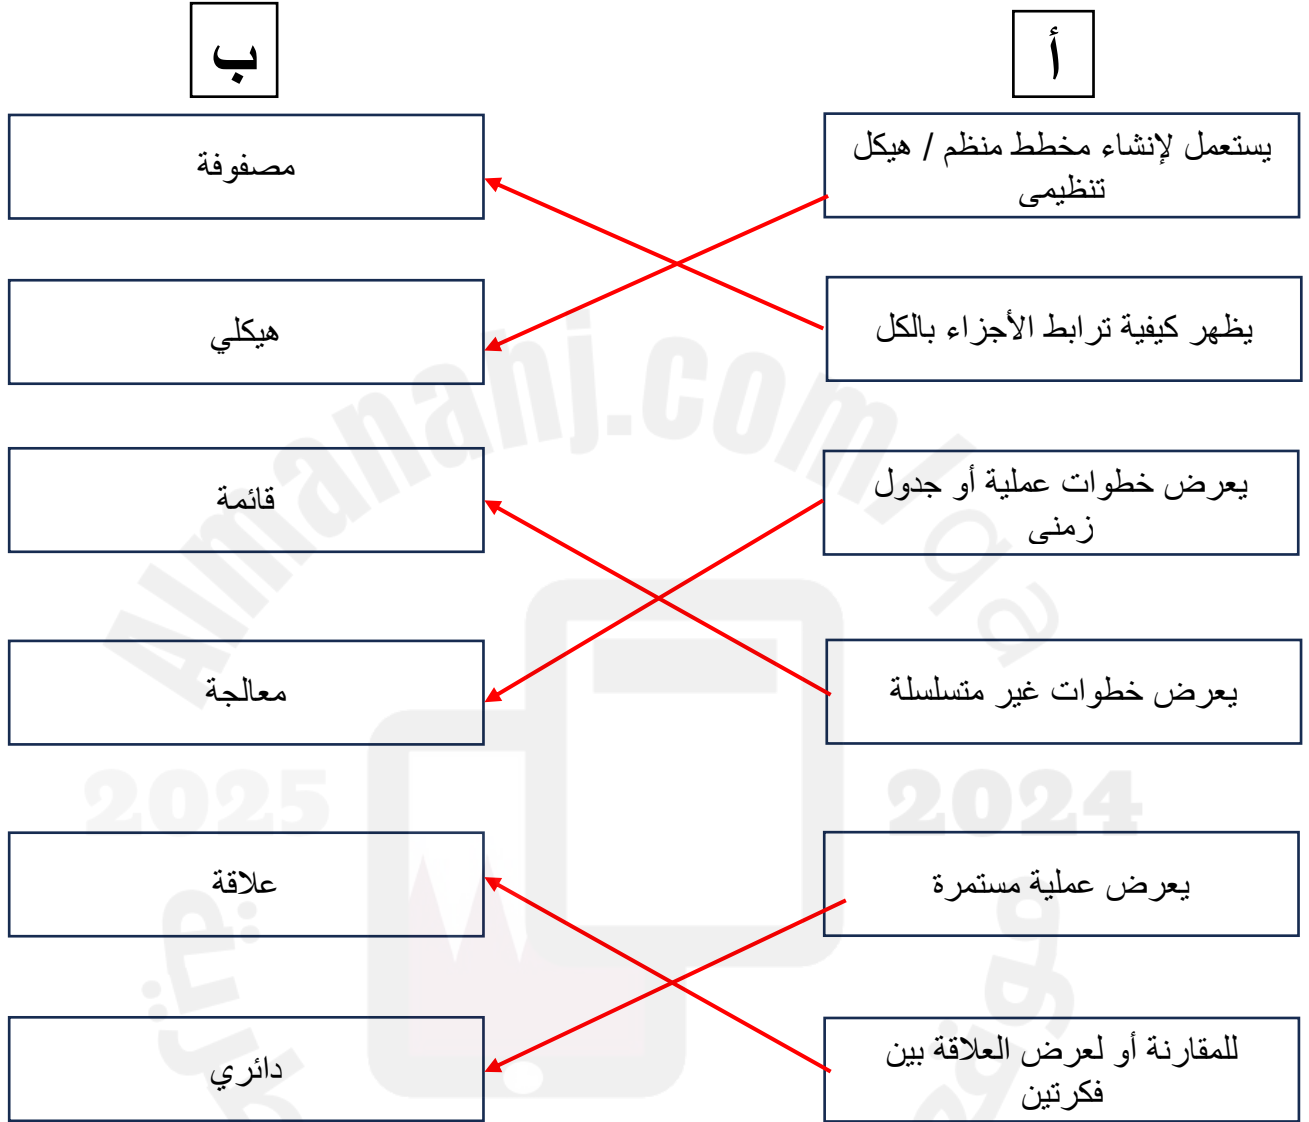 أ
ب
يستعمل لإنشاء مخطط منظم / هيكل
تنظيمي
مصفوفة
يظهر كيفية ترابط الأجزاء بالكل
هيكلي
يعرض خطوات عملية أو جدول
زمني
قائمة
يعرض خطوات غير متسلسلة
معالجة
يعرض عملية مستمرة
علاقة
للمقارنة أو لعرض العلاقة بين
فكرتين
دائري
Almanahj.com/qa
2025
2024